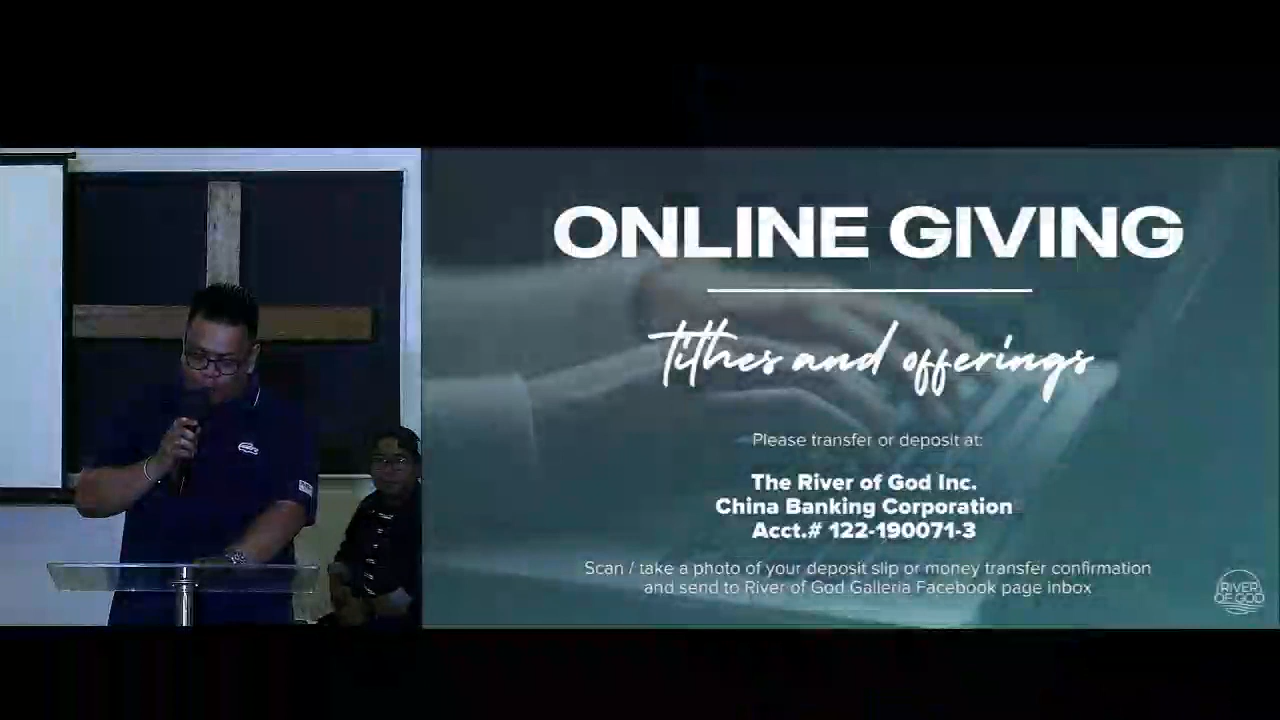 ONLINE GIVING
tithes and offerings
Please transfer or deposit at:
The River of God Inc.
China Banking Corporation
Acct.# 122-190071-3
Scan / take a photo of your deposit slip or money transfer confirmation
and send to River of God Galleria Facebook page inbox
RIVER
OF GOD